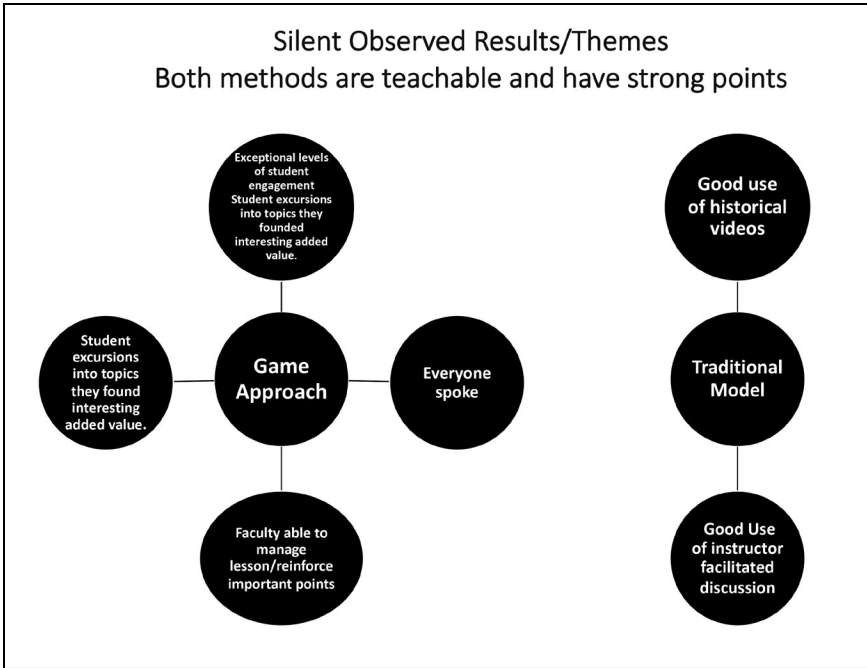 Silent Observed Results/Themes
Both methods are teachable and have strong points
Exceptional levels
of student
engagement
Student excursions
into topics they
founded
interesting added
value.
Good use
of historical
videos
Student
excursions
into topics
they found
interesting
added value.
Game
Approach
Everyone
spoke
Traditional
Model
Faculty able to
manage
lesson/reinforce
important points
Good Use
of instructor
facilitated
discussion